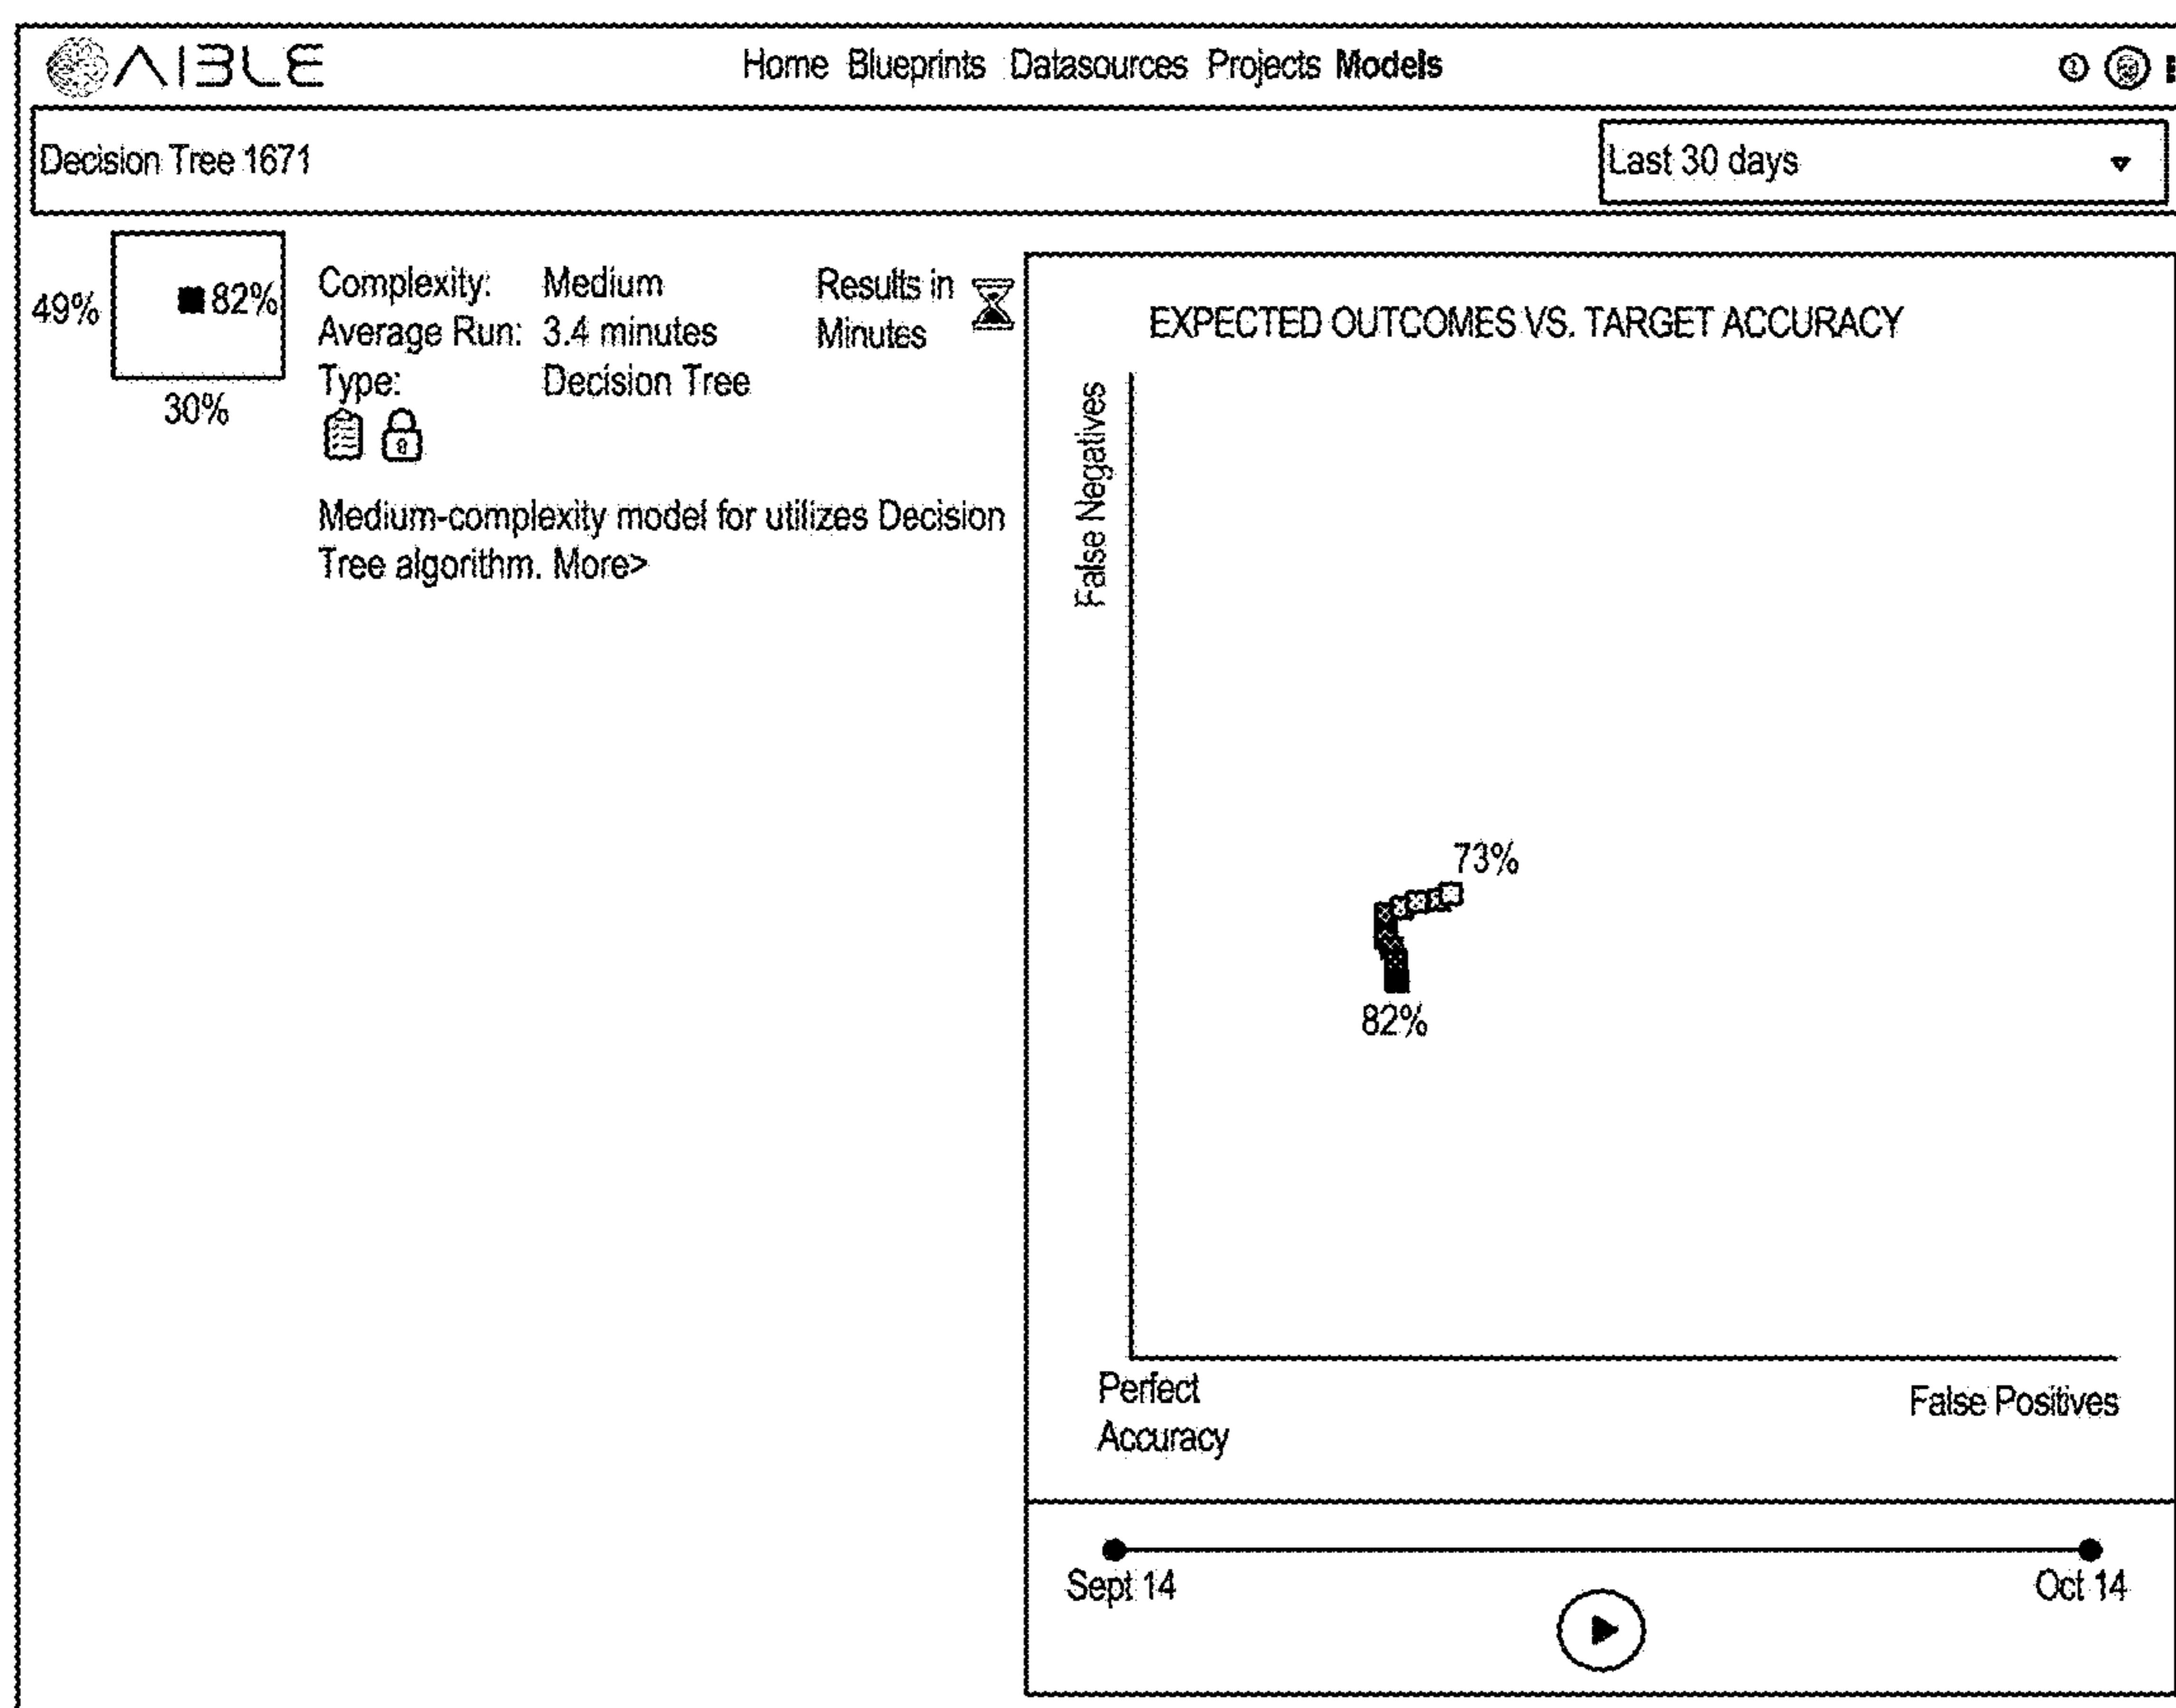 AIBLE
Home Blueprints Datasources Projects Models
Decision Tree 1671
Last 30 days
49%
82%
30%
Complexity: Medium
Average Run: 3.4 minutes
Type: Decision Tree
Results in
Minutes
Medium-complexity model for utilizes Decision
Tree algorithm. More>
EXPECTED OUTCOMES VS. TARGET ACCURACY
False Negatives
73%
82%
Perfect
Accuracy
False Positives
Sept 14
Oct 14